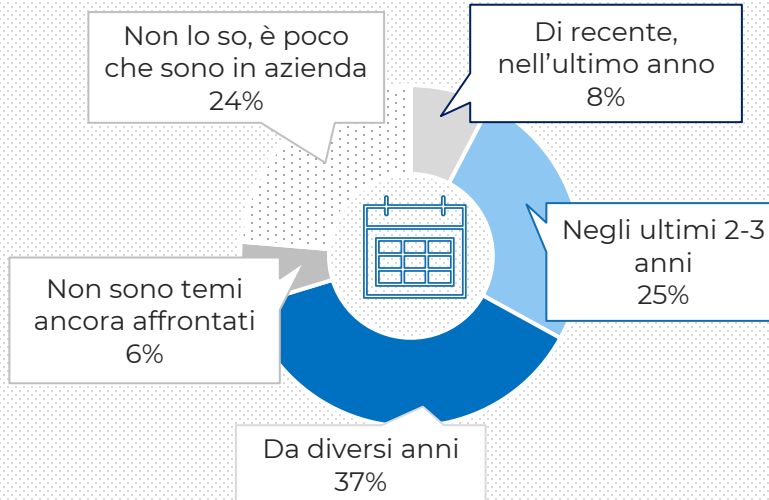 Non lo so, è poco
che sono in azienda
24%
Di recente,
nell’ultimo anno
8%
Negli ultimi 2-3
anni
25%
Non sono temi
ancora affrontati
6%
Da diversi anni
37%